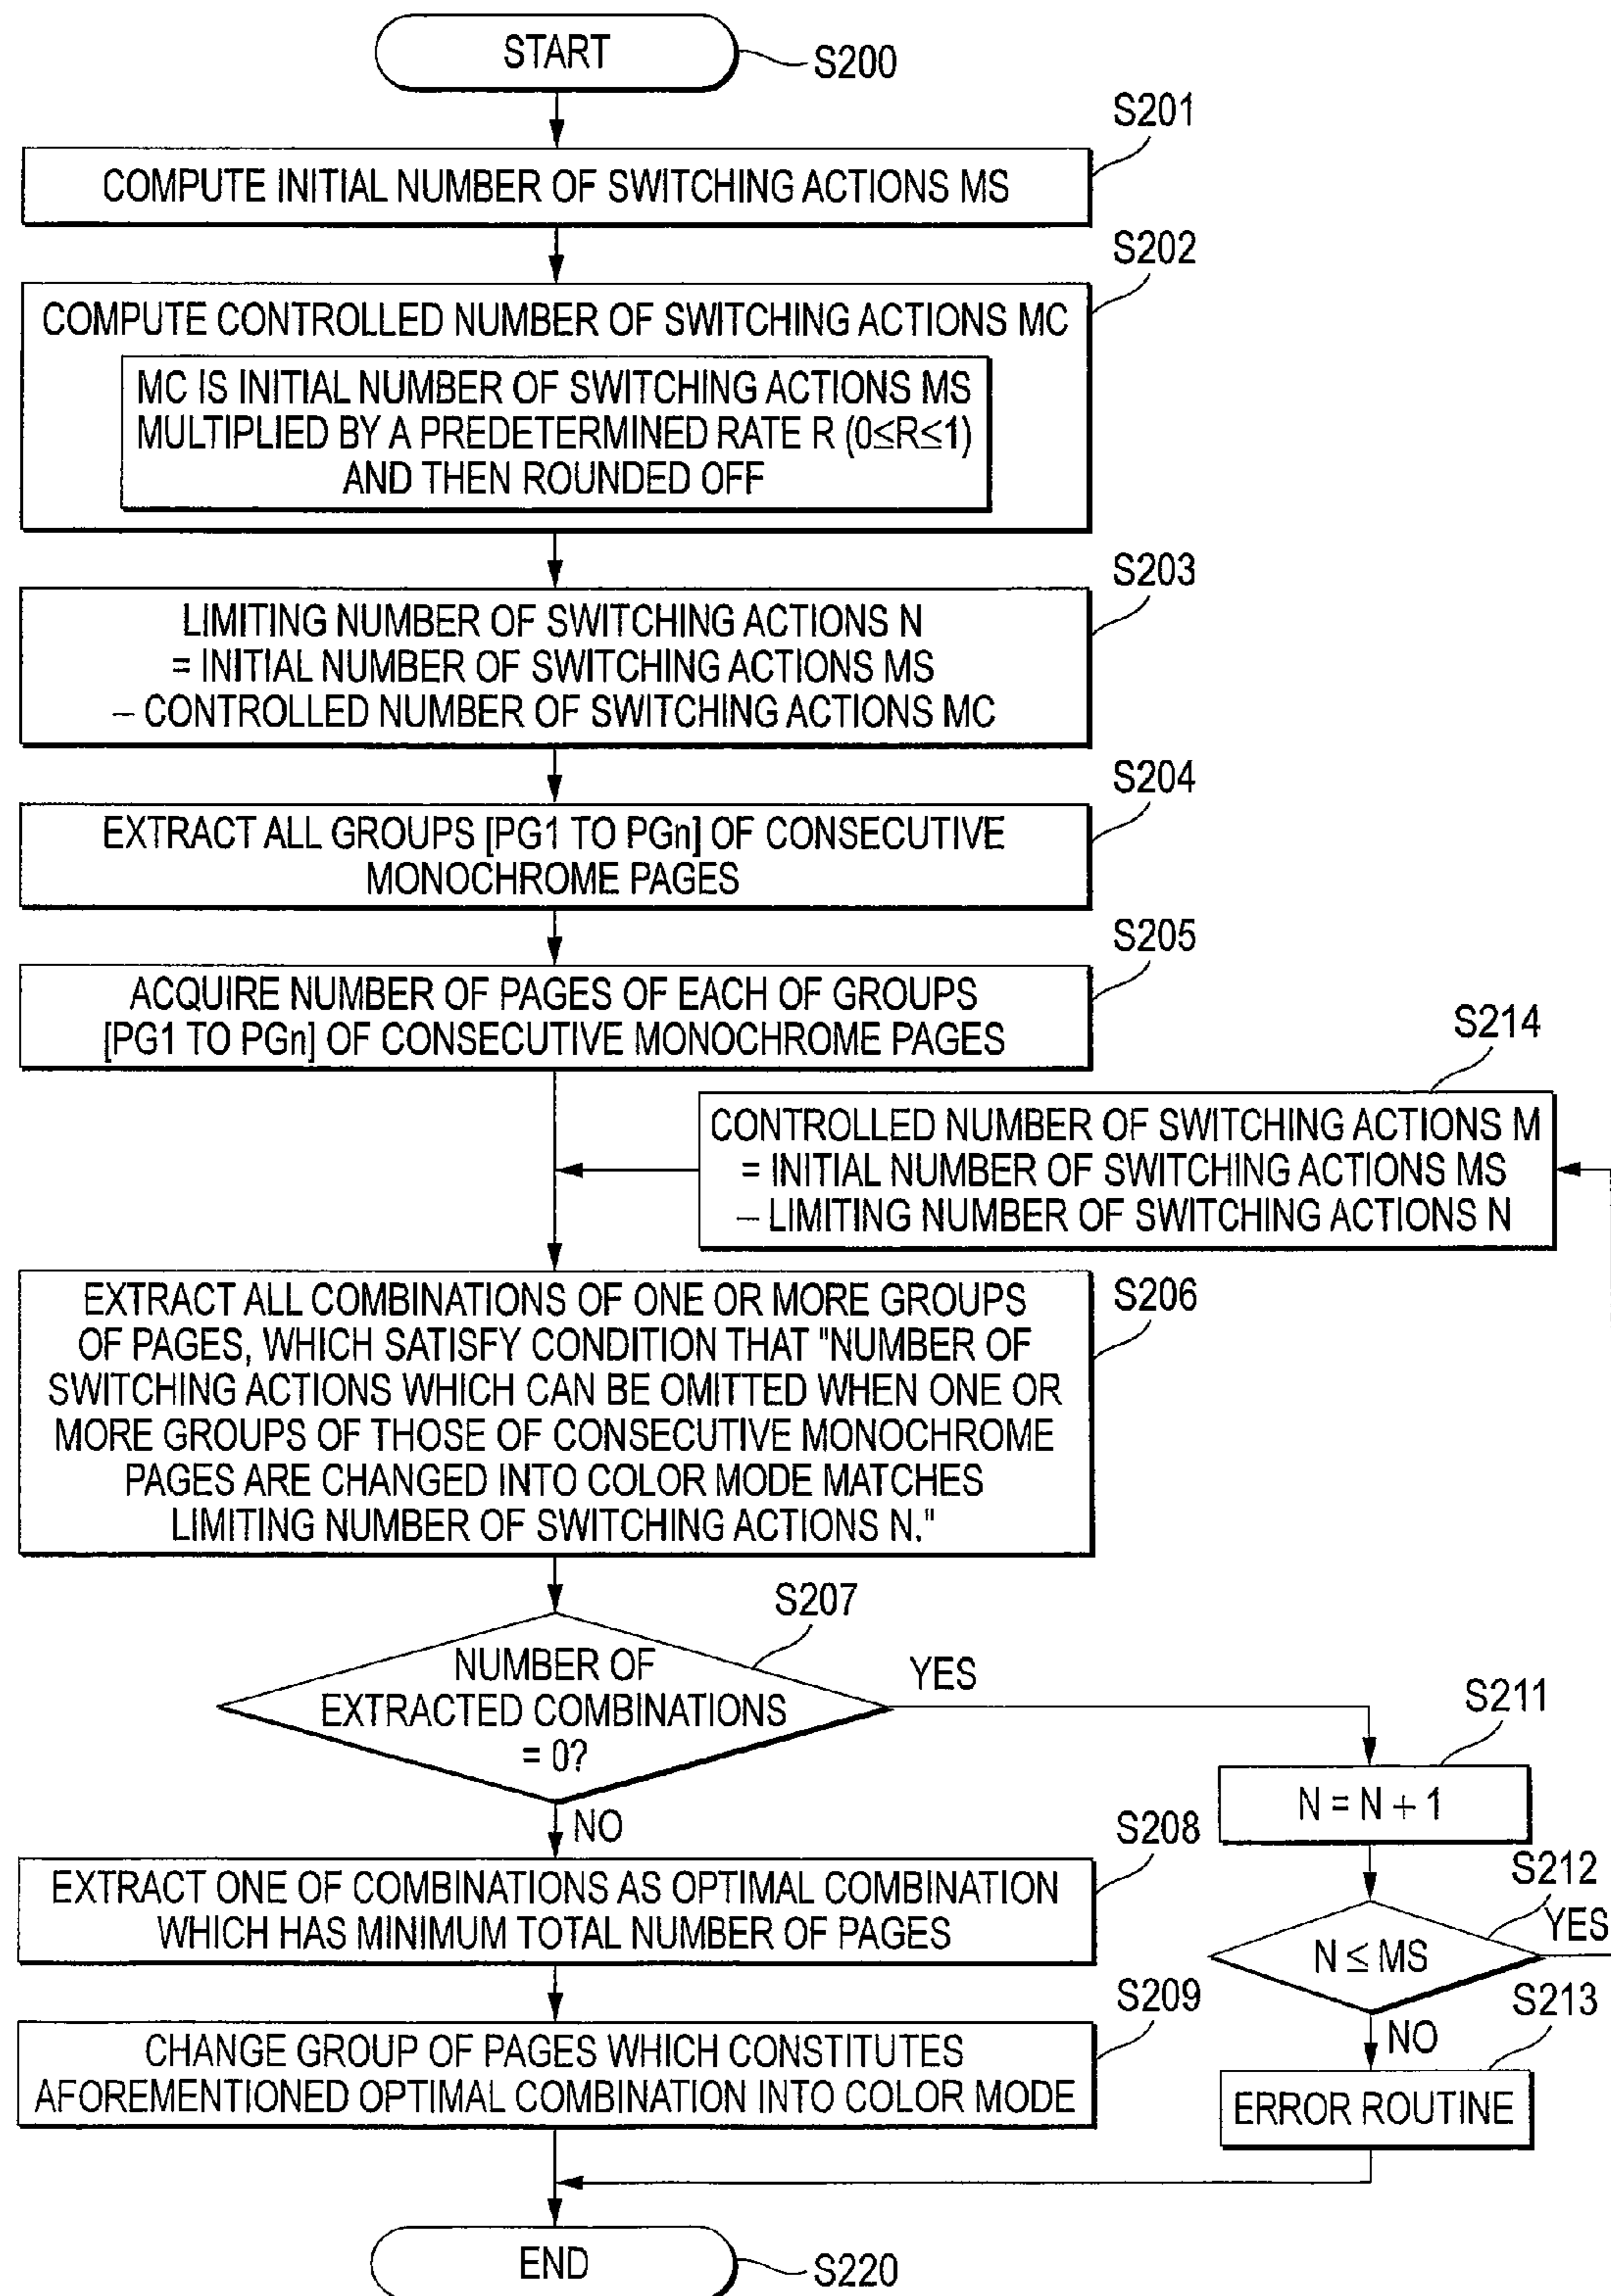 START
S200
S201
COMPUTE INITIAL NUMBER OF SWITCHING ACTIONS MS
S202
COMPUTE CONTROLLED NUMBER OF SWITCHING ACTIONS MC
MC IS INITIAL NUMBER OF SWITCHING ACTIONS MS
MULTIPLIED BY A PREDETERMINED RATE R (0≤R≤1)
AND THEN ROUNDED OFF
S203
LIMITING NUMBER OF SWITCHING ACTIONS N
= INITIAL NUMBER OF SWITCHING ACTIONS MS
– CONTROLLED NUMBER OF SWITCHING ACTIONS MC
S204
EXTRACT ALL GROUPS [PG1 TO PGn] OF CONSECUTIVE
MONOCHROME PAGES
S205
ACQUIRE NUMBER OF PAGES OF EACH OF GROUPS
[PG1 TO PGn] OF CONSECUTIVE MONOCHROME PAGES
S214
CONTROLLED NUMBER OF SWITCHING ACTIONS M
= INITIAL NUMBER OF SWITCHING ACTIONS MS
– LIMITING NUMBER OF SWITCHING ACTIONS N
S206
EXTRACT ALL COMBINATIONS OF ONE OR MORE GROUPS
OF PAGES, WHICH SATISFY CONDITION THAT "NUMBER OF
SWITCHING ACTIONS WHICH CAN BE OMITTED WHEN ONE OR
MORE GROUPS OF THOSE OF CONSECUTIVE MONOCHROME
PAGES ARE CHANGED INTO COLOR MODE MATCHES
LIMITING NUMBER OF SWITCHING ACTIONS N."
S207
NUMBER OF
EXTRACTED COMBINATIONS
= 0?
YES
NO
S211
N = N + 1
S208
EXTRACT ONE OF COMBINATIONS AS OPTIMAL COMBINATION
WHICH HAS MINIMUM TOTAL NUMBER OF PAGES
S212
N ≤ MS
YES
NO
S209
CHANGE GROUP OF PAGES WHICH CONSTITUTES
AFOREMENTIONED OPTIMAL COMBINATION INTO COLOR MODE
S213
ERROR ROUTINE
END
S220